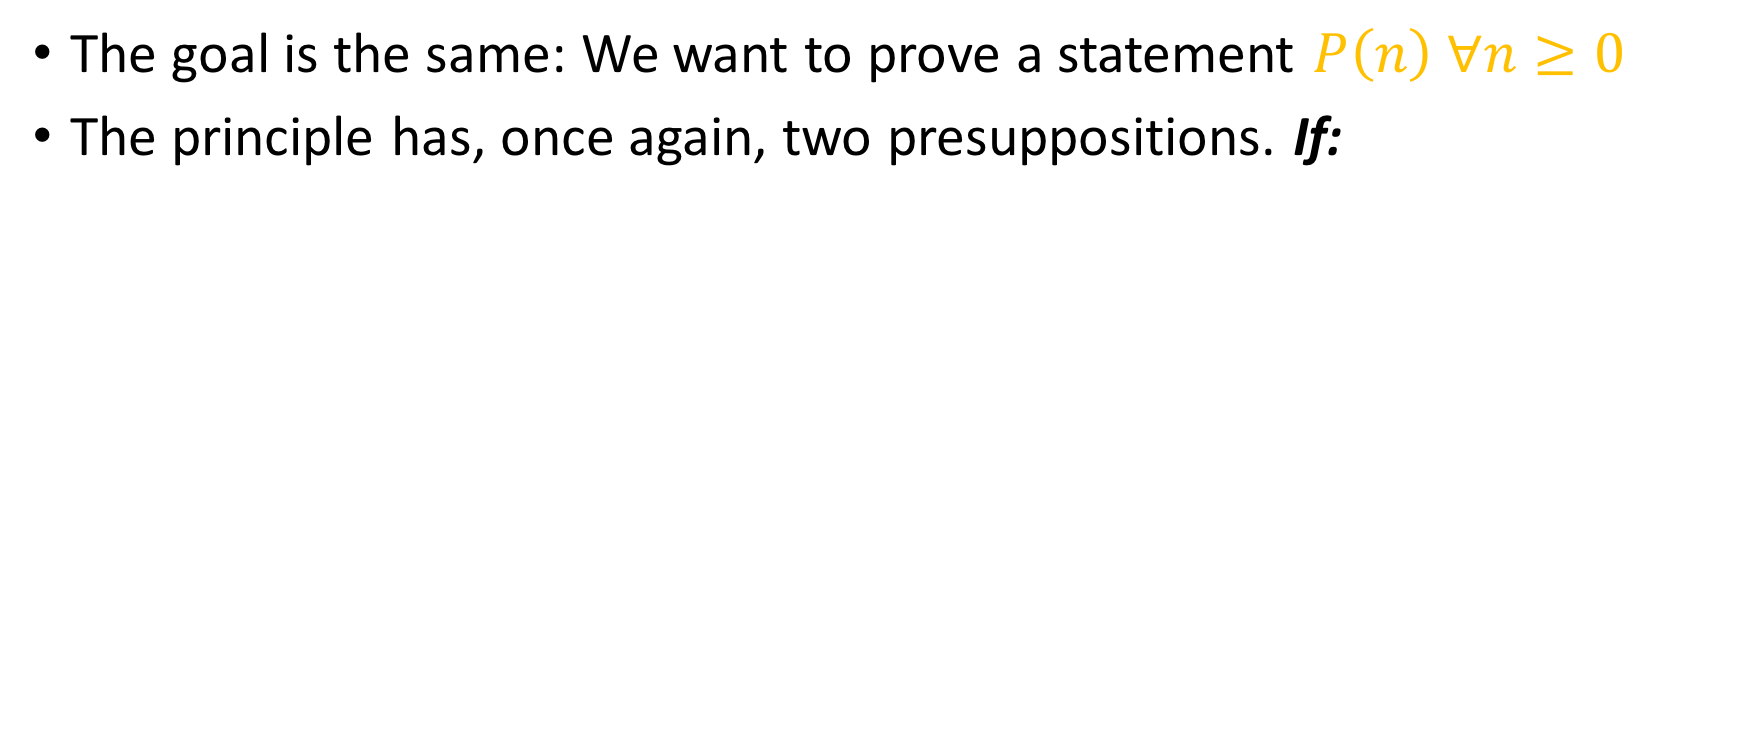 • The goal is the same: We want to prove a statement P(n) ∀n ≥ 0
• The principle has, once again, two presuppositions. If: